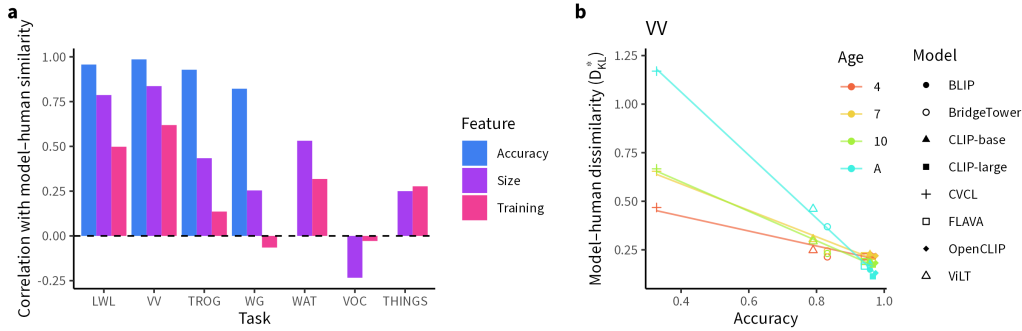 a
Correlation with model−human similarity
1.00
0.75
0.50
0.25
0.00
-0.25
LWL VV TROG WG WAT VOC THINGS
Task
Feature
Accuracy
Size
Training
b
VV
Model−human dissimilarity (D*KL)
1.25
1.00
0.75
0.50
0.25
0.4 0.6 0.8 1.0
Accuracy
Age
4
7
10
A
Model
BLIP
BridgeTower
CLIP-base
CLIP-large
CVCL
FLAVA
OpenCLIP
ViLT